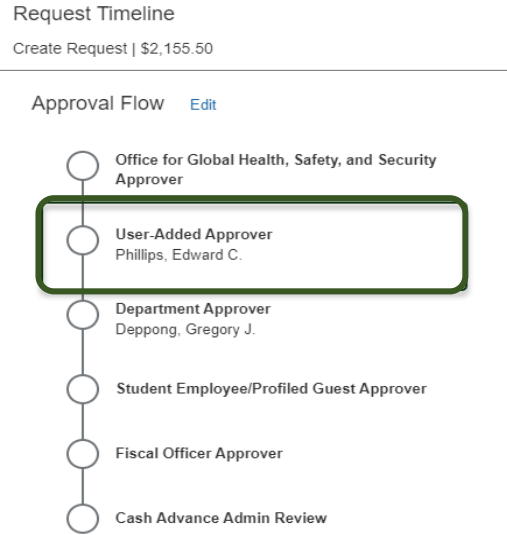 Request Timeline
Create Request | $2,155.50
Approval Flow Edit
Office for Global Health, Safety, and Security
Approver
User-Added Approver
Phillips, Edward C.
Department Approver
Deppong, Gregory J.
Student Employee/Profiled Guest Approver
Fiscal Officer Approver
Cash Advance Admin Review